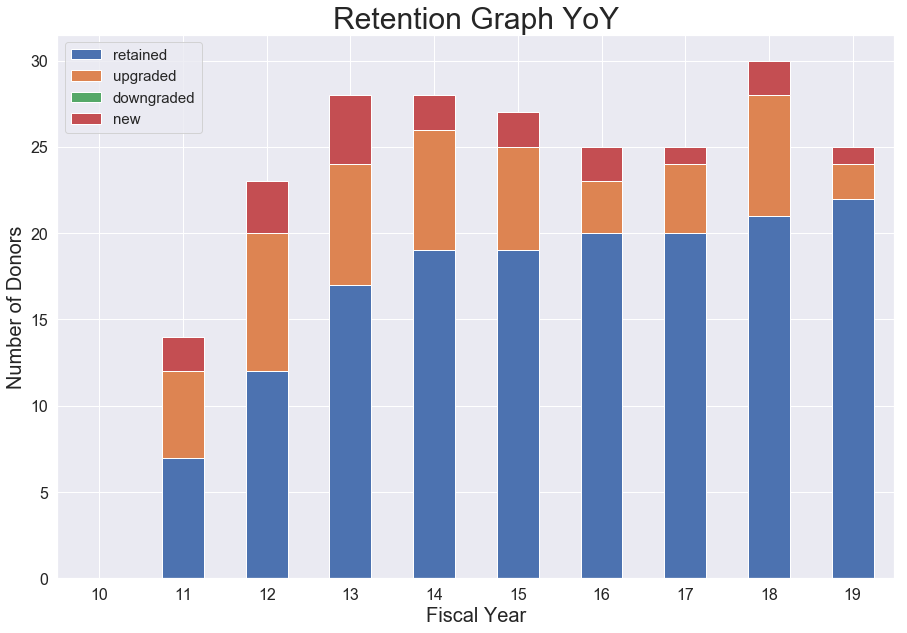 Retention Graph YoY
retained
upgraded
downgraded
new
Number of Donors
30
25
20
15
10
5
0
10 11 12 13 14 15 16 17 18 19
Fiscal Year